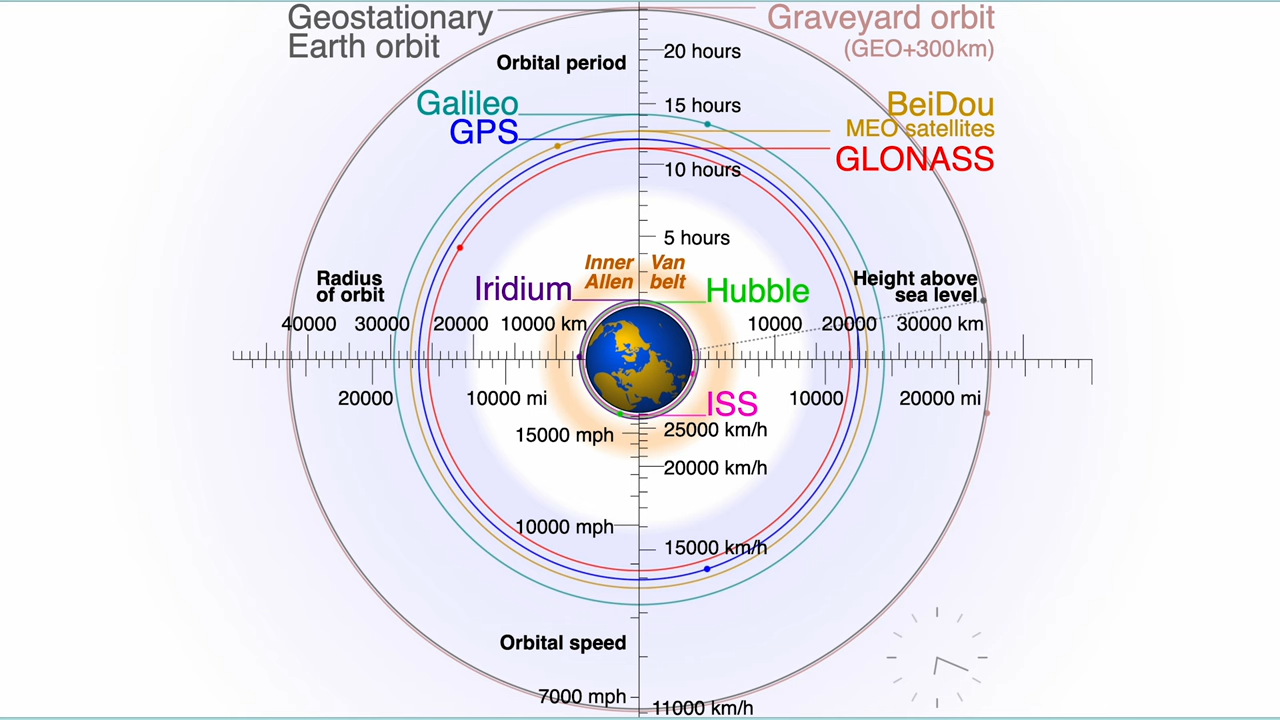 Geostationary
Earth orbit
Graveyard orbit
(GEO+300km)
Orbital period
20 hours
Galileo
15 hours
BeiDou
GPS
MEO satellites
GLONASS
10 hours
5 hours
Inner Van
Allen belt
Radius
of orbit
Iridium
Hubble
Height above
sea level
40000 30000 20000 10000 km
10000 20000 30000 km
20000 10000 mi
10000 20000 mi
ISS
15000 mph
25000 km/h
20000 km/h
10000 mph
15000 km/h
Orbital speed
7000 mph
11000 km/h